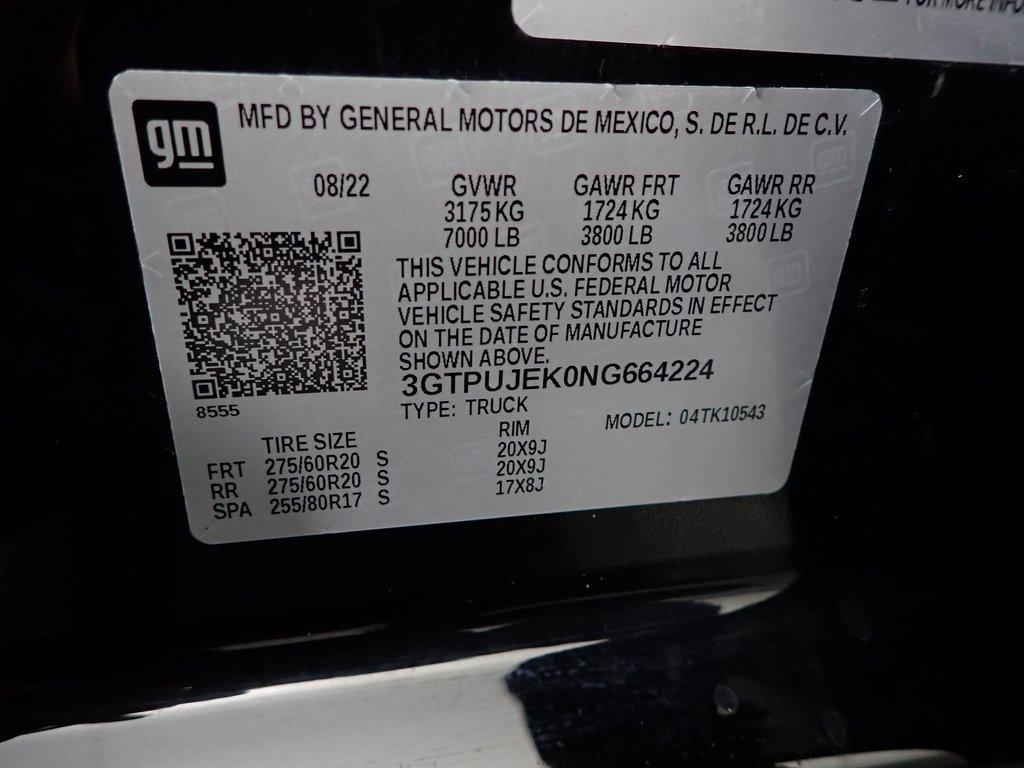 FOR MORE INFO
gm
MFD BY GENERAL MOTORS DE MEXICO, S. DE R.L. DE C.V.
08/22 GVWR GAWR FRT GAWR RR
3175 KG 1724 KG 1724 KG
7000 LB 3800 LB 3800 LB
THIS VEHICLE CONFORMS TO ALL
APPLICABLE U.S. FEDERAL MOTOR
VEHICLE SAFETY STANDARDS IN EFFECT
ON THE DATE OF MANUFACTURE
SHOWN ABOVE.
3GTPUJEK0NG664224
8555
TYPE: TRUCK
MODEL: 04TK10543
TIRE SIZE RIM
FRT 275/60R20 S 20X9J
RR 275/60R20 S 20X9J
SPA 255/80R17 S 17X8J